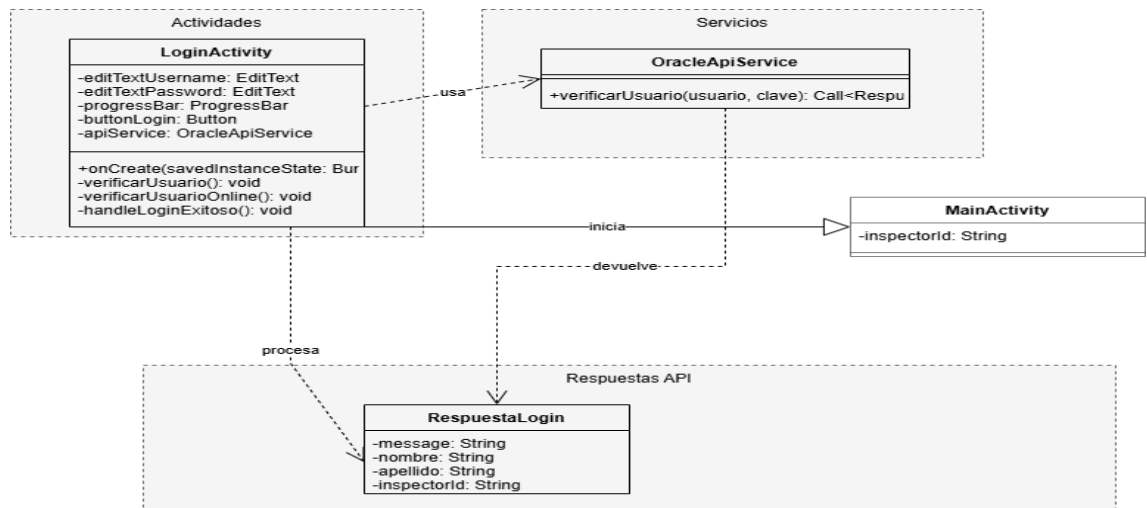 Actividades
LoginActivity
-editTextUsername: EditText
-editTextPassword: EditText
-progressBar: ProgressBar
-buttonLogin: Button
-apiService: OracleApiService
+onCreate(savedInstanceState: Bur
-verificarUsuario(): void
-verificarUsuarioOnline(): void
-handleLoginExitoso(): void
usa
Servicios
OracleApiService
+verificarUsuario(usuario, clave): Call<Respu
MainActivity
-inspectorId: String
inicia
devuelve
procesa
Respuestas API
RespuestaLogin
-message: String
-nombre: String
-apellido: String
-inspectorId: String